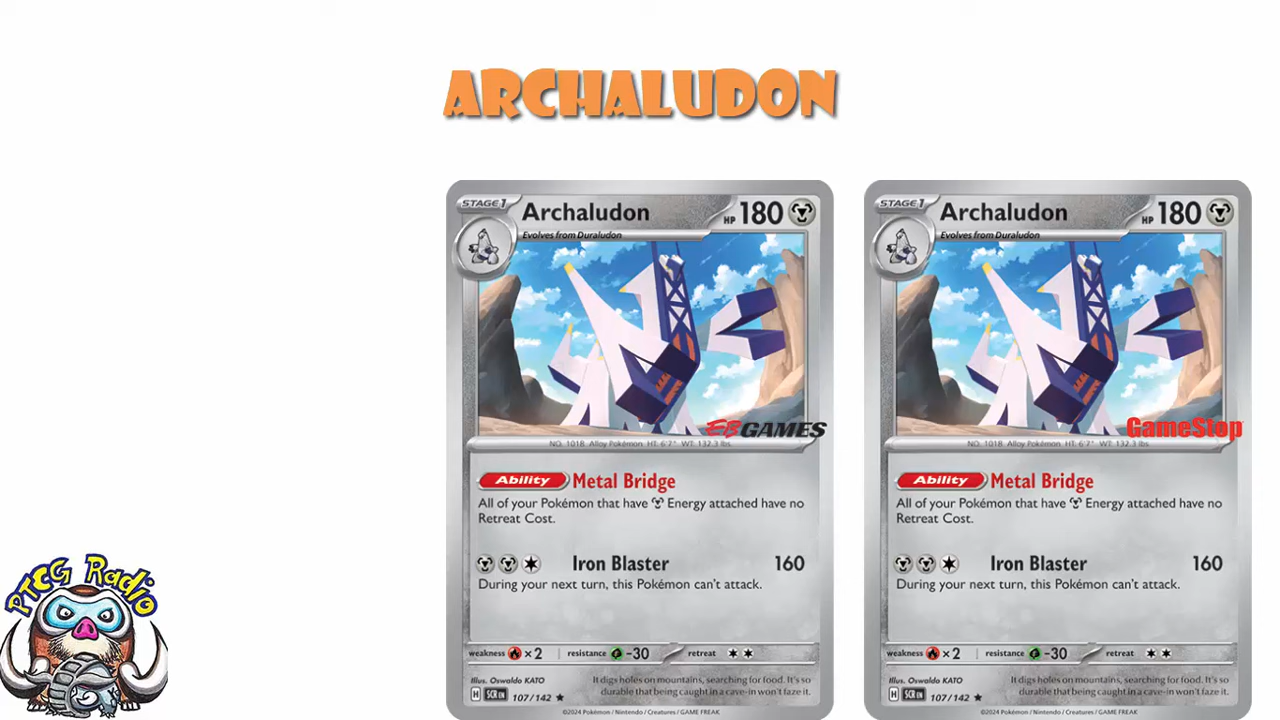 ARCHALUDON
STAGE 1
Archaludon
HP 180
Evolves from Duraludon
EB GAMES
NO. 1018 Alloy Pokémon HT: 6'7" WT: 132.3 lbs.
Ability Metal Bridge
All of your Pokémon that have Energy attached have no
Retreat Cost.
Iron Blaster 160
During your next turn, this Pokémon can't attack.
weakness ×2 resistance -30 retreat
Illus. Oswaldo KATO
It digs holes on mountains, searching for food. It's so
durable that being caught in a cave-in won't faze it.
H SCR EN 107/142 ★
©2024 Pokémon / Nintendo / Creatures / GAME FREAK
STAGE 1
Archaludon
HP 180
Evolves from Duraludon
GameStop
NO. 1018 Alloy Pokémon HT: 6'7" WT: 132.3 lbs.
Ability Metal Bridge
All of your Pokémon that have Energy attached have no
Retreat Cost.
Iron Blaster 160
During your next turn, this Pokémon can't attack.
weakness ×2 resistance -30 retreat
Illus. Oswaldo KATO
It digs holes on mountains, searching for food. It's so
durable that being caught in a cave-in won't faze it.
H SCR EN 107/142 ★
©2024 Pokémon / Nintendo / Creatures / GAME FREAK
PTCG Radio